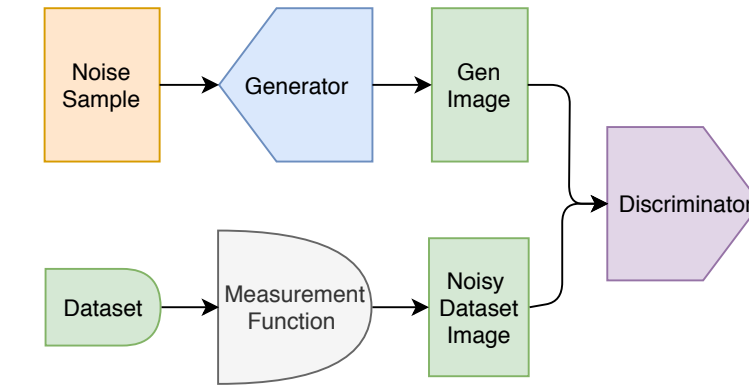 Noise
Sample
Generator
Gen
Image
Discriminator
Dataset
Measurement
Function
Noisy
Dataset
Image